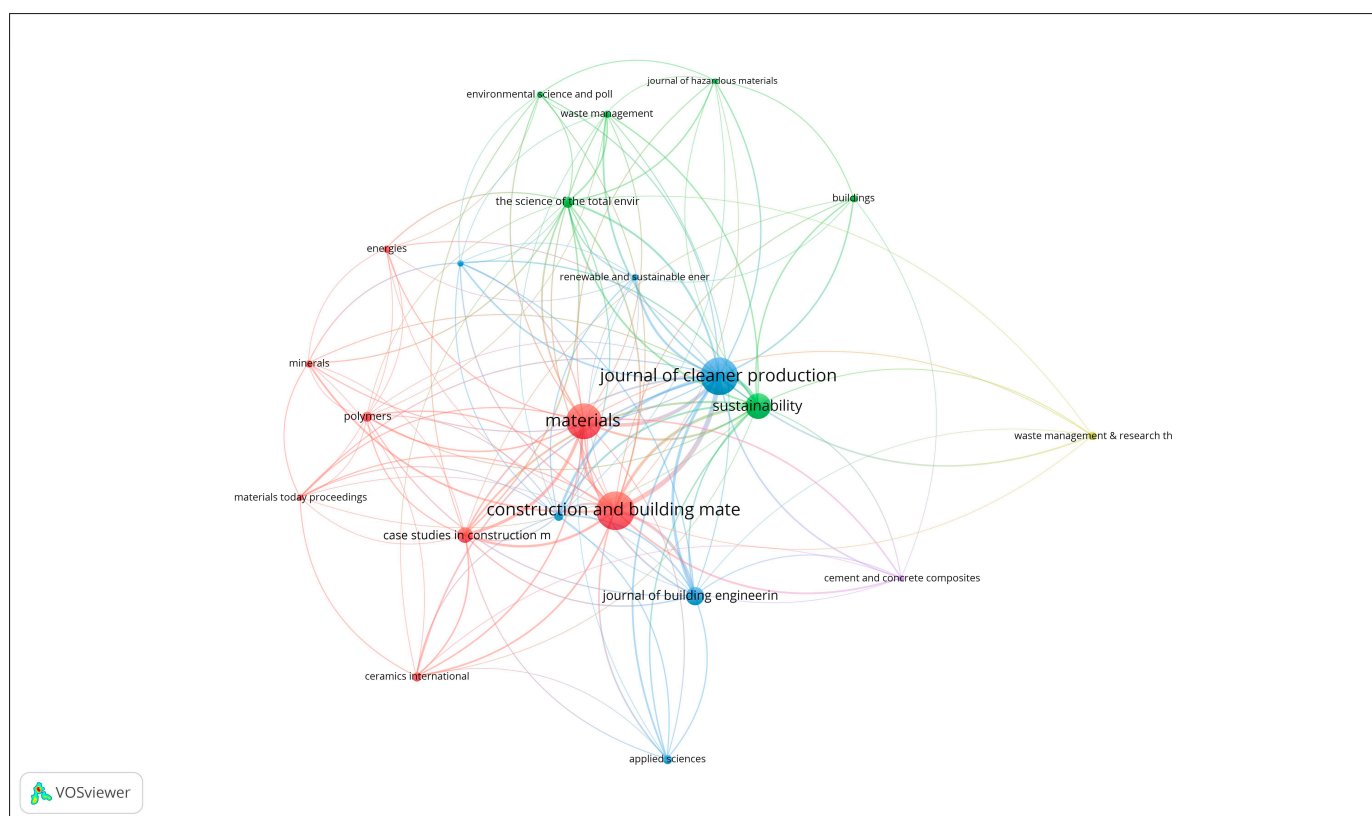 journal of hazardous materials
environmental science and poll
waste management
buildings
the science of the total envir
energies
renewable and sustainable ener
minerals
journal of cleaner production
sustainability
polymers
materials
waste management & research th
materials today proceedings
construction and building mate
case studies in construction m
cement and concrete composites
journal of building engineerin
ceramics international
applied sciences
VOSviewer